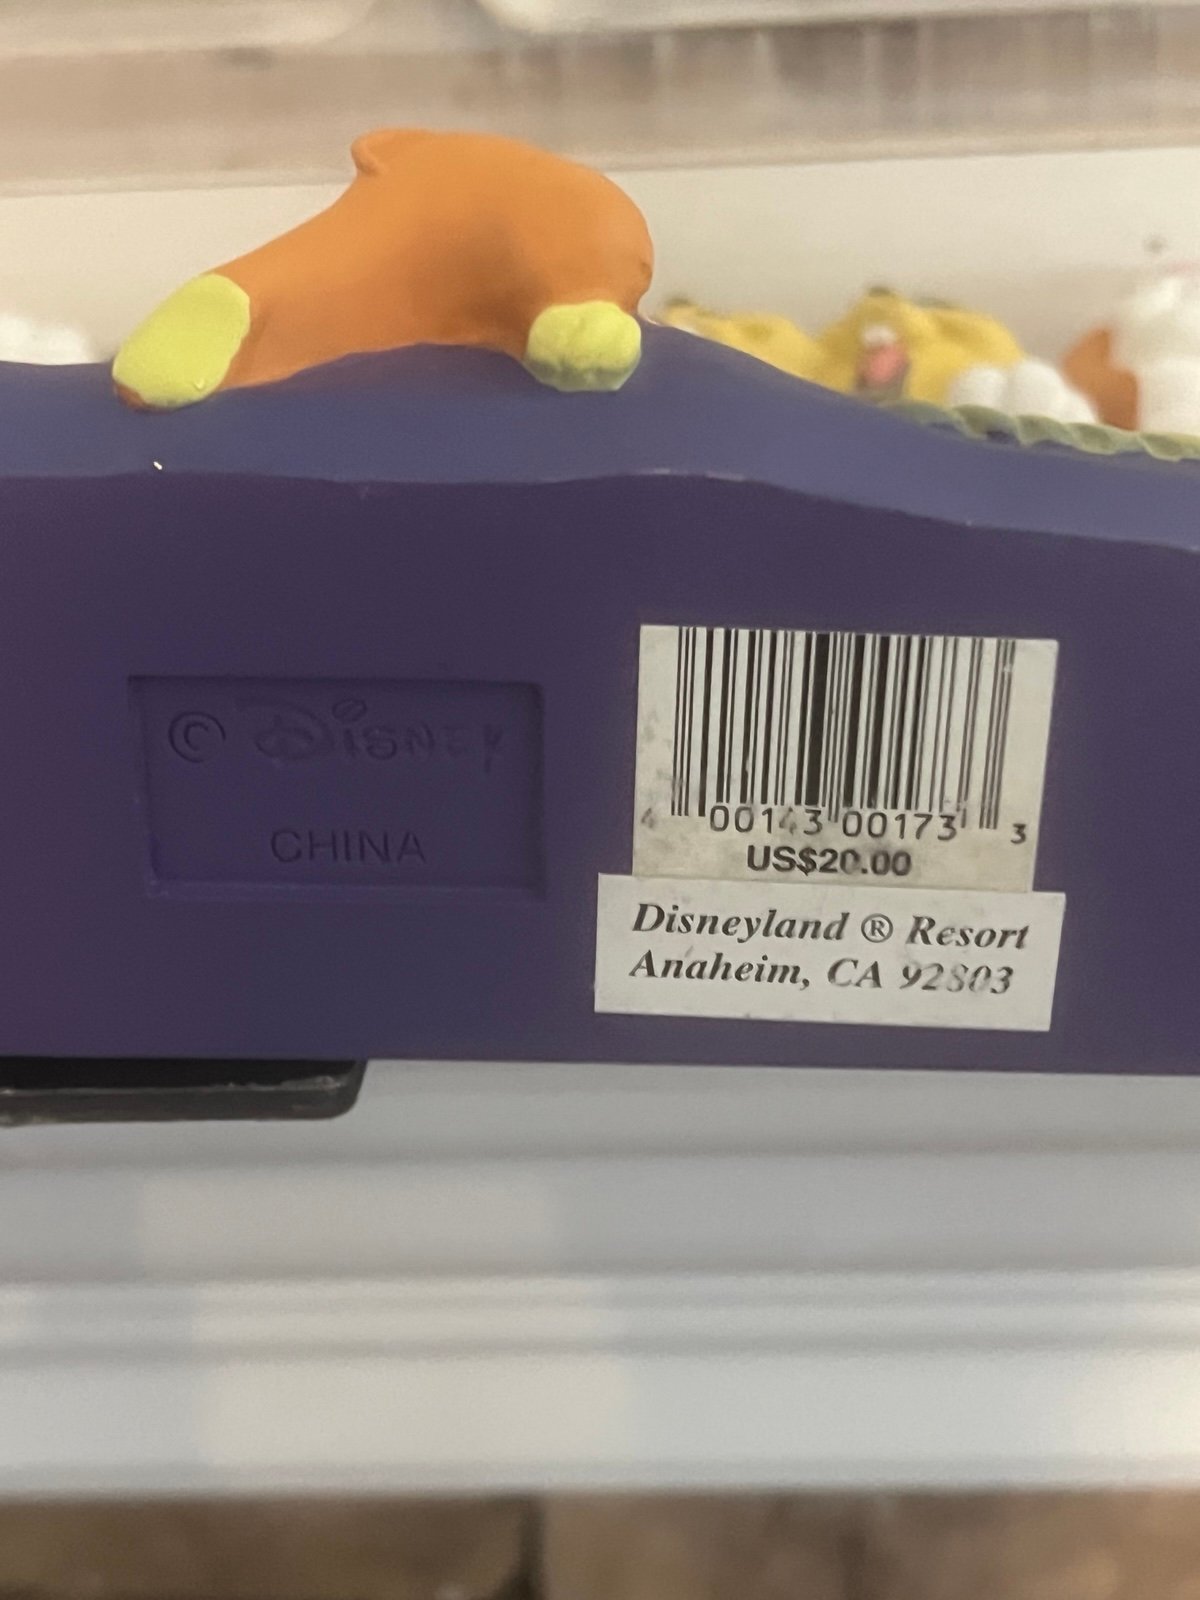 © Disney
CHINA
4 00143 00173 3
US$20.00
Disneyland ® Resort
Anaheim, CA 92803